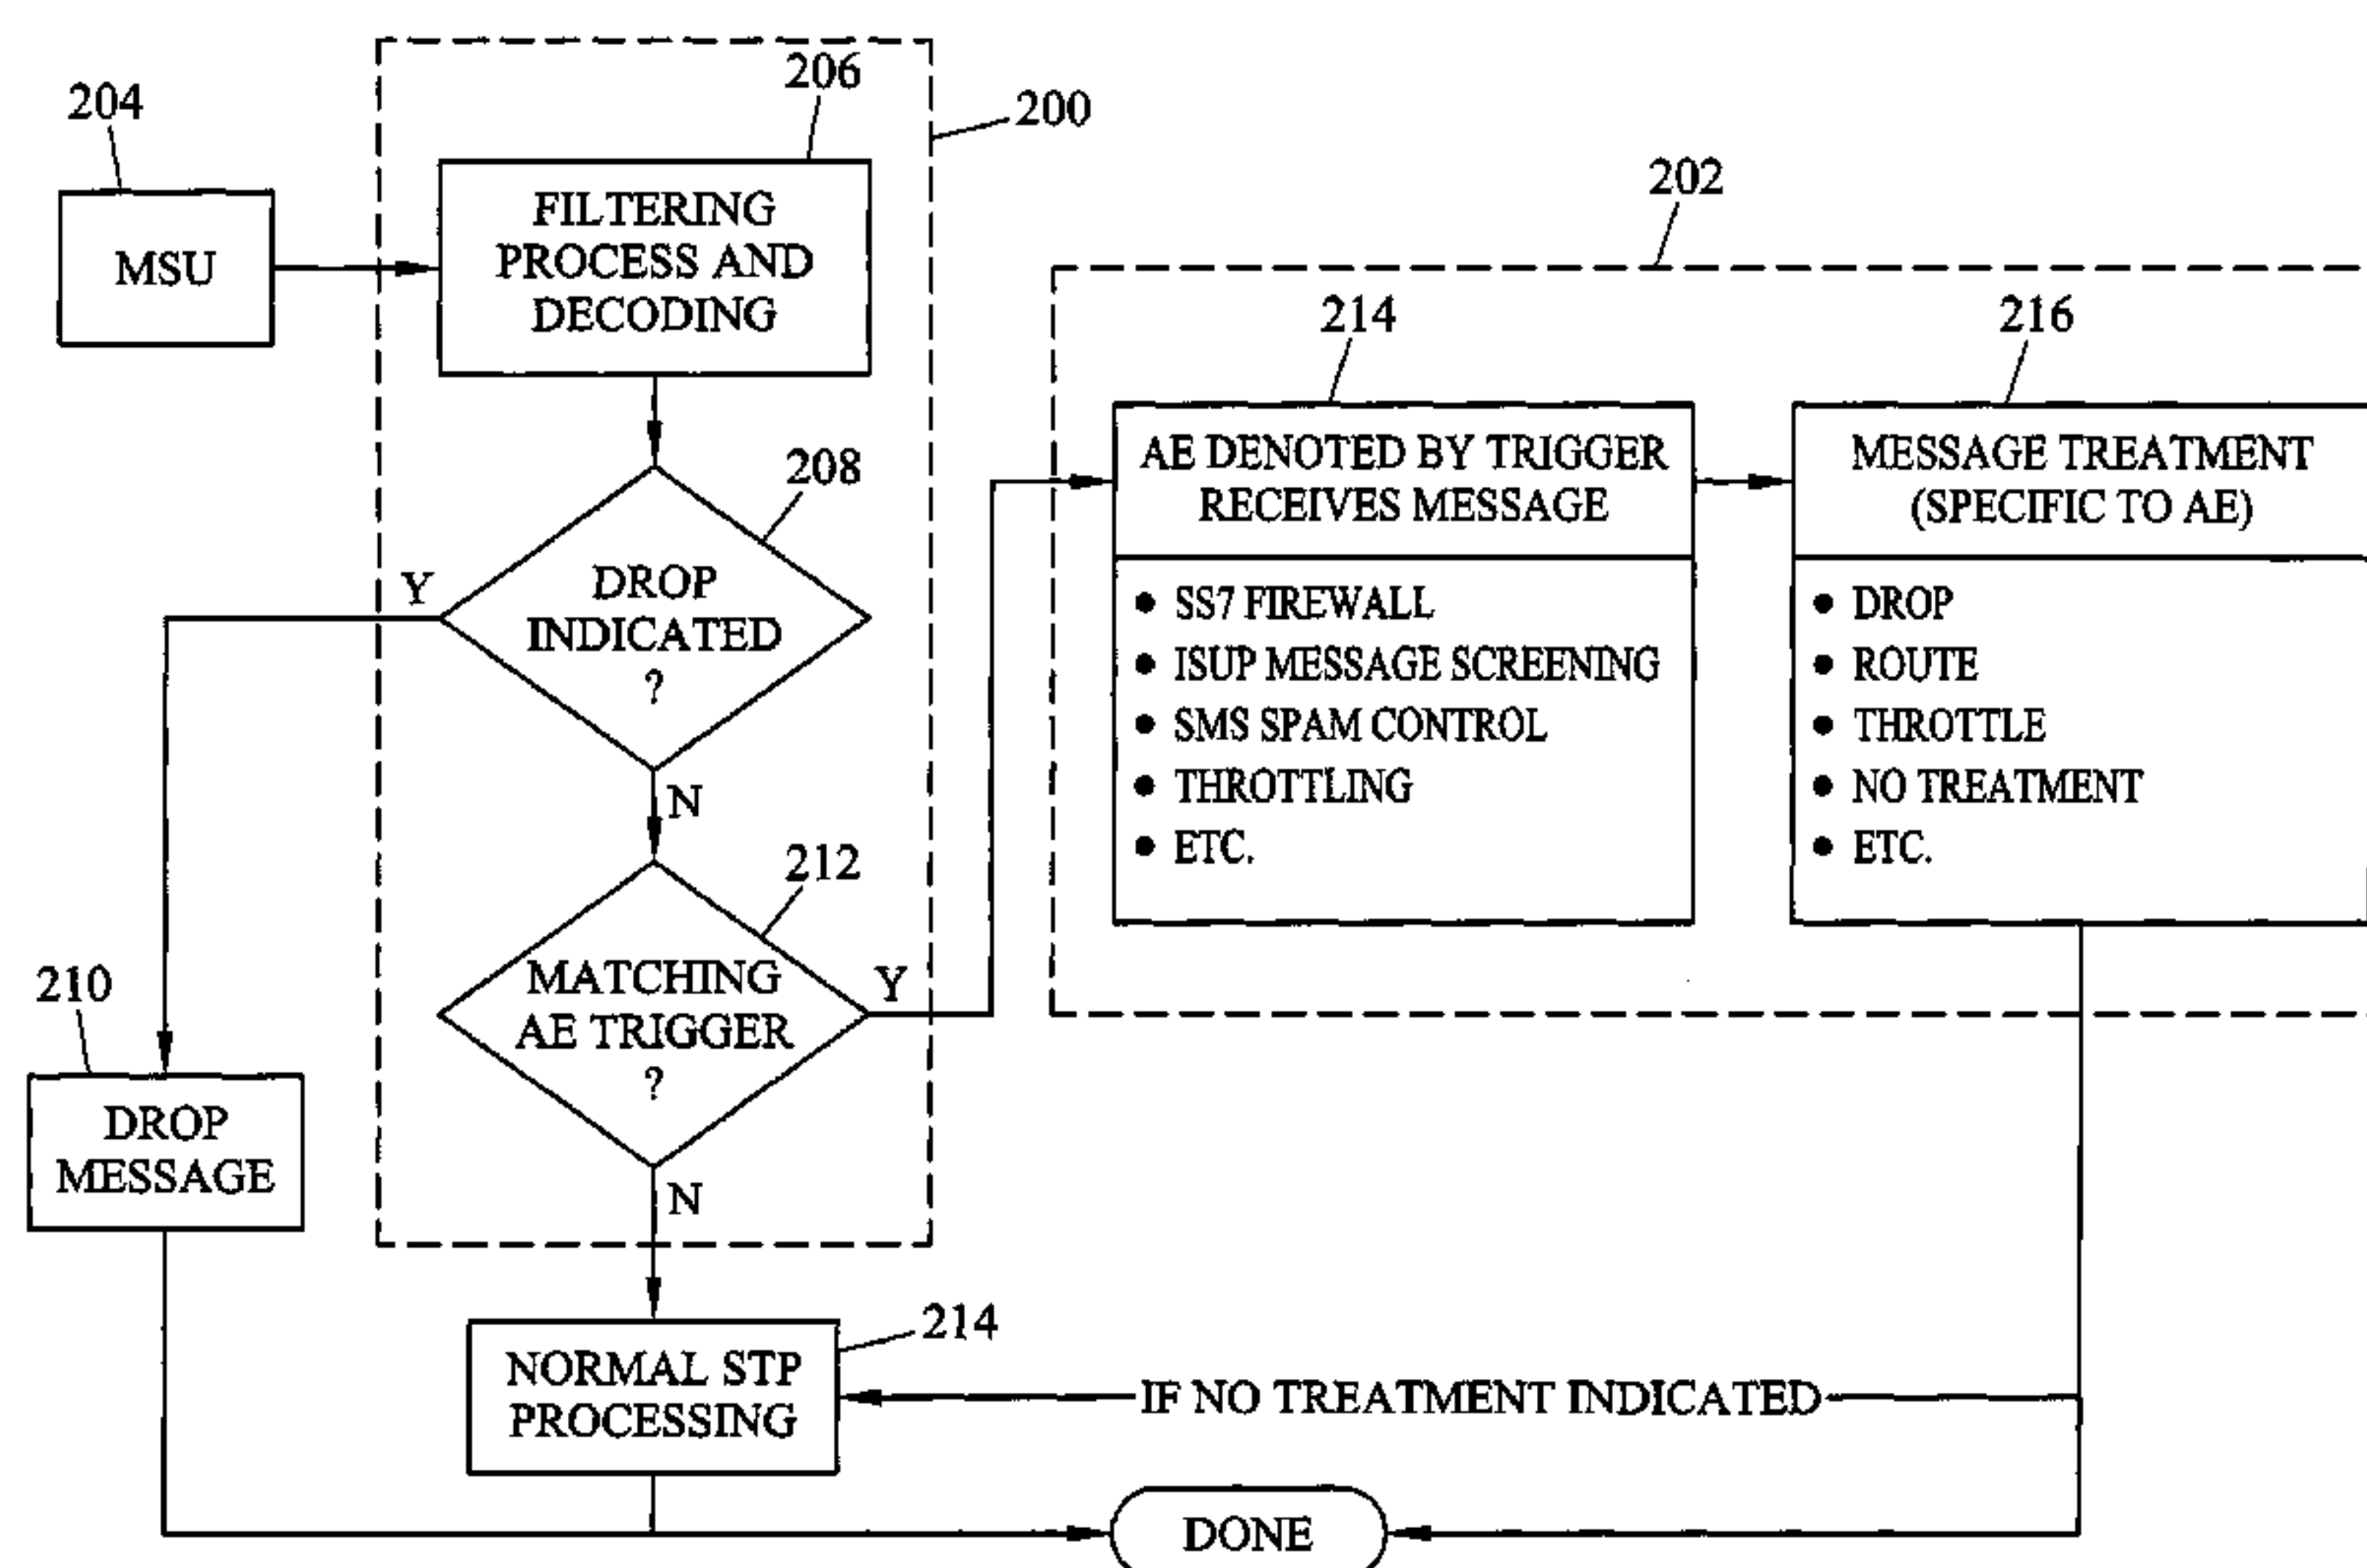 204
206
200
MSU
FILTERING
PROCESS AND
DECODING
202
214
216
208
DROP
INDICATED
?
Y
N
AE DENOTED BY TRIGGER
RECEIVES MESSAGE
• SS7 FIREWALL
• ISUP MESSAGE SCREENING
• SMS SPAM CONTROL
• THROTTLING
• ETC.
MESSAGE TREATMENT
(SPECIFIC TO AE)
• DROP
• ROUTE
• THROTTLE
• NO TREATMENT
• ETC.
212
MATCHING
AE TRIGGER
?
Y
N
210
DROP
MESSAGE
214
NORMAL STP
PROCESSING
IF NO TREATMENT INDICATED
DONE